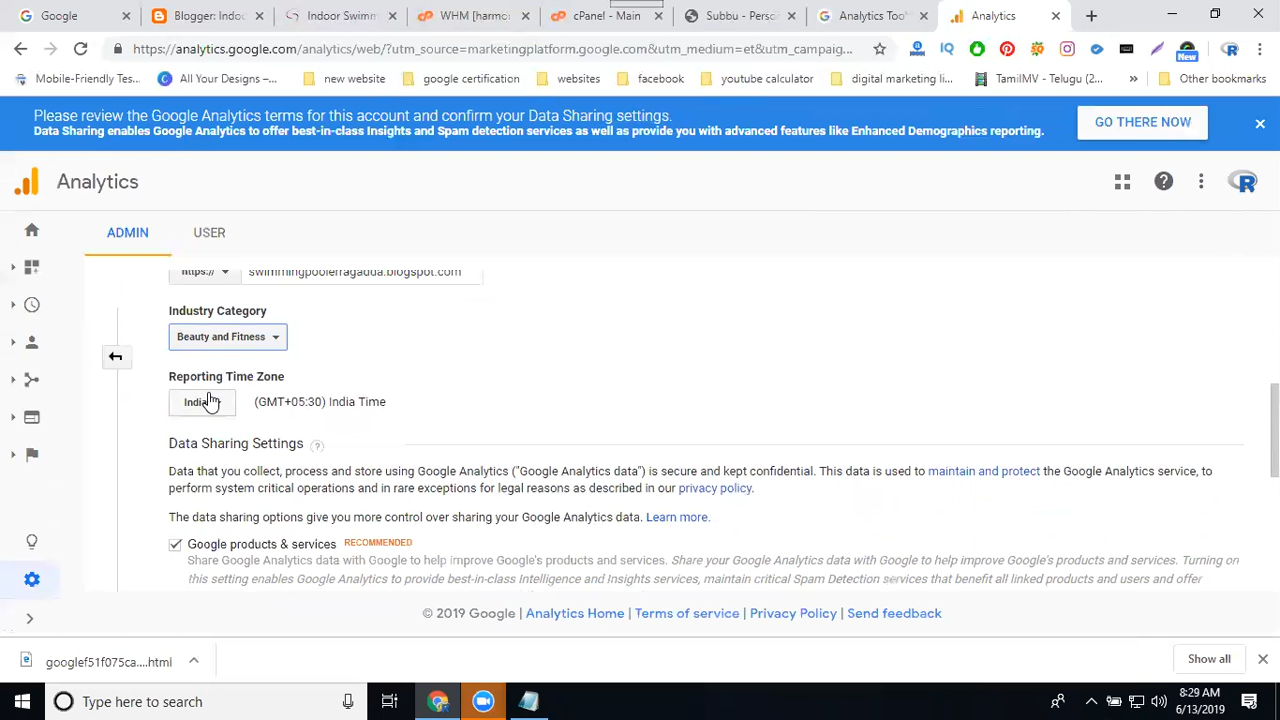 Google
Blogger: Indoo
Indoor Swimm
WHM [harmo
cPanel - Main
Subbu - Perso
Analytics Tool
Analytics
https://analytics.google.com/analytics/web/?utm_source=marketingplatform.google.com&utm_medium=et&utm_campaig...
New
Mobile-Friendly Tes...
All Your Designs –...
new website
google certification
websites
facebook
youtube calculator
digital marketing li...
TamilMV - Telugu (2...
Other bookmarks
Please review the Google Analytics terms for this account and confirm your Data Sharing settings.
Data Sharing enables Google Analytics to offer best-in-class Insights and Spam detection services as well as provide you with advanced features like Enhanced Demographics reporting.
GO THERE NOW
Analytics
ADMIN
USER
https://
swimmingpoolerragadda.blogspot.com
Industry Category
Beauty and Fitness
Reporting Time Zone
India
(GMT+05:30) India Time
Data Sharing Settings
Data that you collect, process and store using Google Analytics ("Google Analytics data") is secure and kept confidential. This data is used to maintain and protect the Google Analytics service, to
perform system critical operations and in rare exceptions for legal reasons as described in our privacy policy.
The data sharing options give you more control over sharing your Google Analytics data. Learn more.
Google products & services RECOMMENDED
Share Google Analytics data with Google to help improve Google's products and services. Share your Google Analytics data with Google to help improve Google's products and services. Turning on
this setting enables Google Analytics to provide best-in-class Intelligence and Insights services, maintain critical Spam Detection services that benefit all linked products and users and offer
© 2019 Google | Analytics Home | Terms of service | Privacy Policy | Send feedback
googlef51f075ca....html
Show all
Type here to search
8:29 AM
6/13/2019